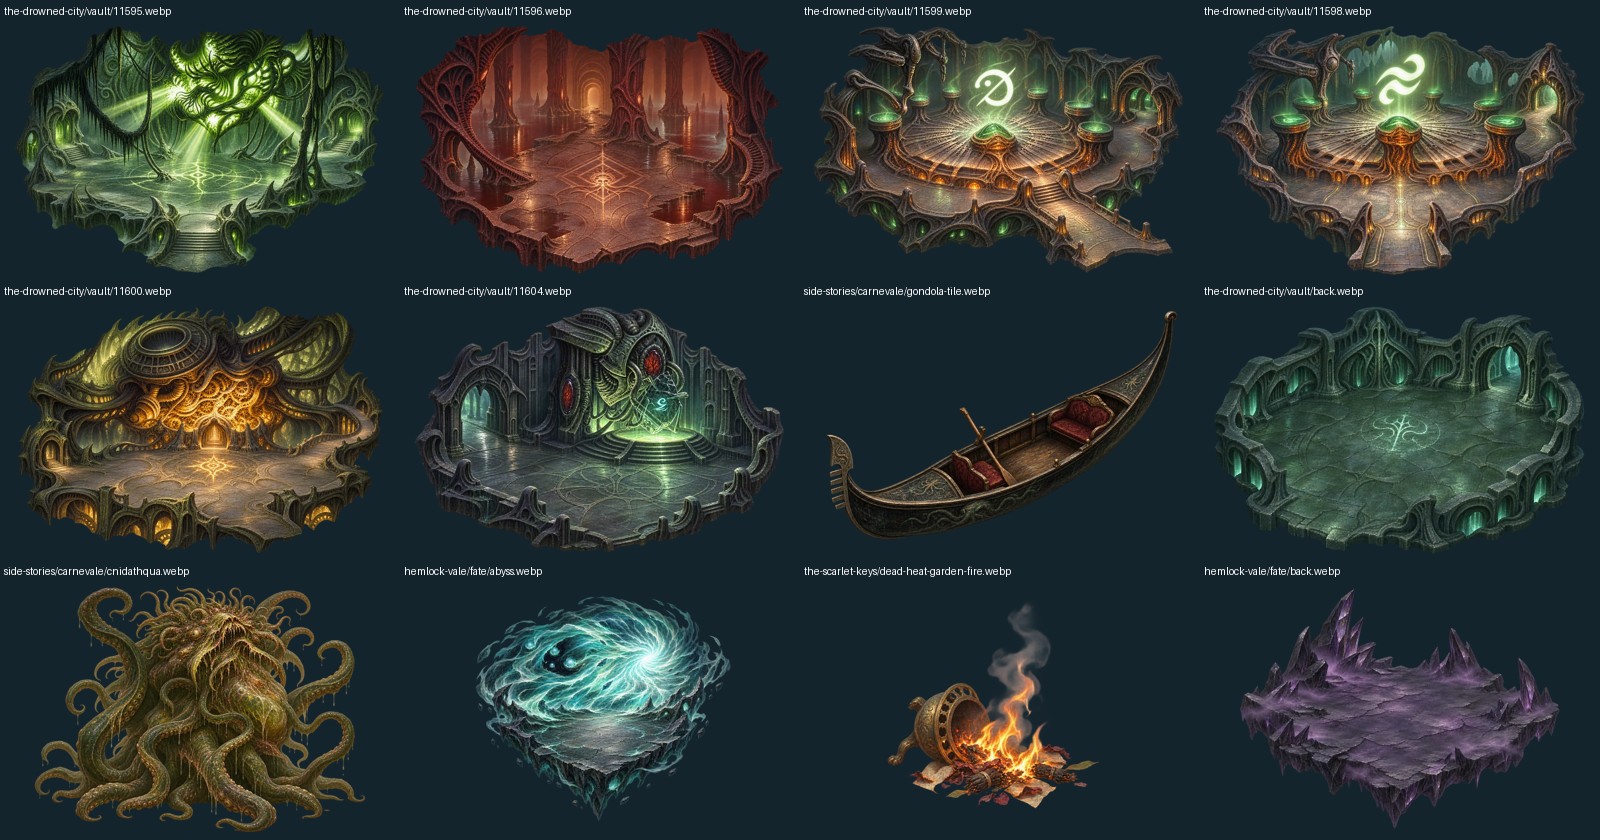 the-drowned-city/vault/11595.webp
the-drowned-city/vault/11596.webp
the-drowned-city/vault/11599.webp
the-drowned-city/vault/11598.webp
the-drowned-city/vault/11600.webp
the-drowned-city/vault/11604.webp
side-stories/carnevale/gondola-tile.webp
the-drowned-city/vault/back.webp
side-stories/carnevale/cnidathqua.webp
hemlock-vale/fate/abyss.webp
the-scarlet-keys/dead-heat-garden-fire.webp
hemlock-vale/fate/back.webp